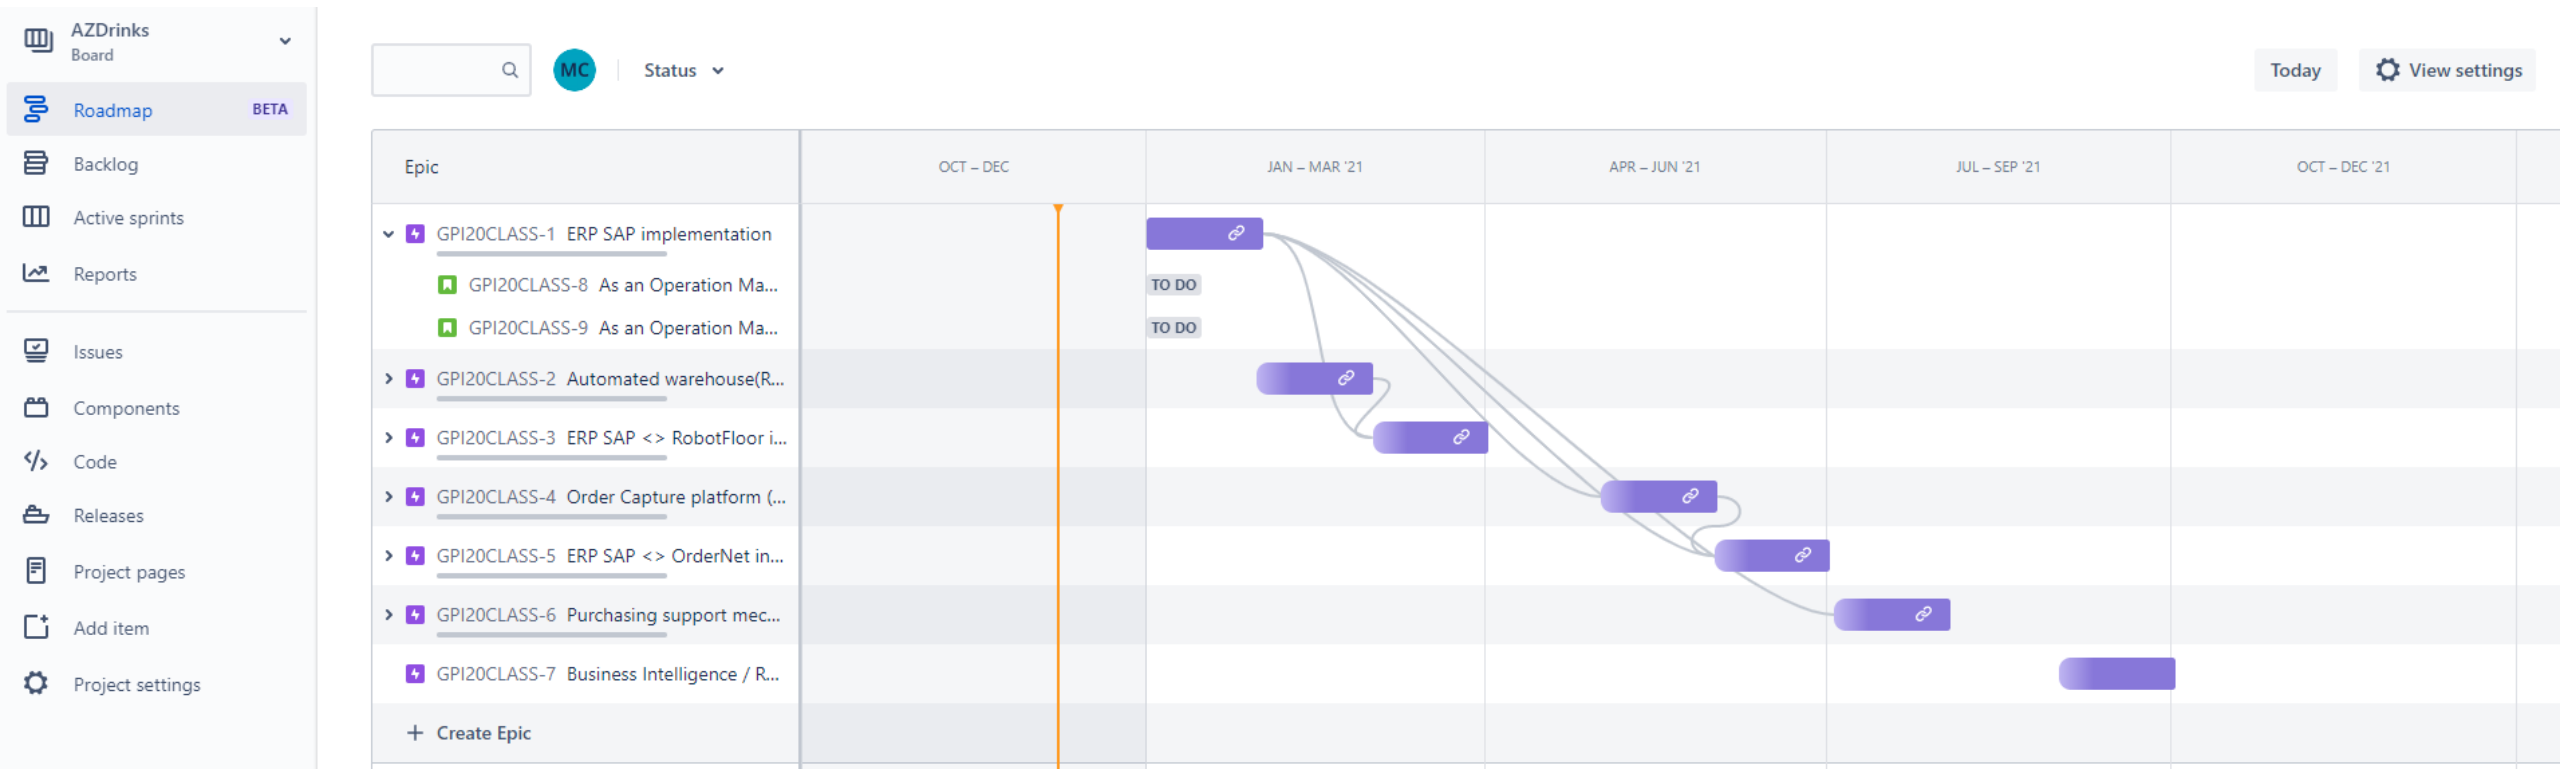 AZDrinks
Board
Roadmap BETA
Backlog
Active sprints
Reports
Issues
Components
Code
Releases
Project pages
Add item
Project settings
MC Status Today View settings
Epic OCT – DEC JAN – MAR '21 APR – JUN '21 JUL – SEP '21 OCT – DEC '21
GPI20CLASS-1 ERP SAP implementation
GPI20CLASS-8 As an Operation Ma... TO DO
GPI20CLASS-9 As an Operation Ma... TO DO
GPI20CLASS-2 Automated warehouse(R...
GPI20CLASS-3 ERP SAP <> RobotFloor i...
GPI20CLASS-4 Order Capture platform (...
GPI20CLASS-5 ERP SAP <> OrderNet in...
GPI20CLASS-6 Purchasing support mec...
GPI20CLASS-7 Business Intelligence / R...
+ Create Epic